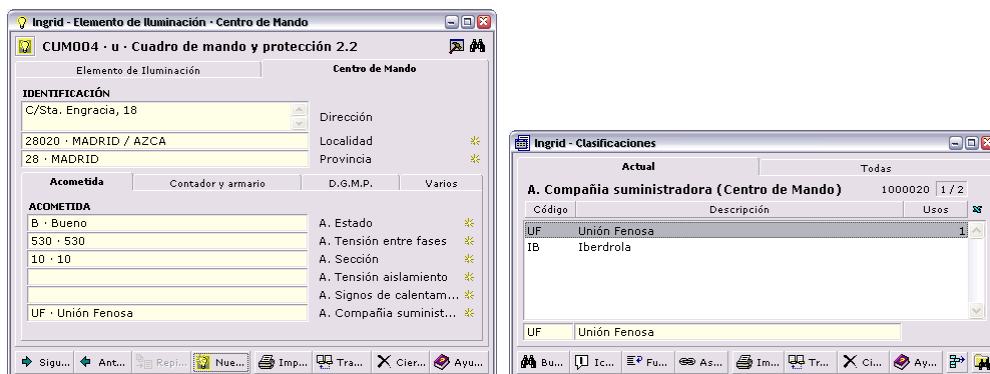 Ingrid - Elemento de Iluminación · Centro de Mando
CUM004 · u · Cuadro de mando y protección 2.2
Elemento de Iluminación
Centro de Mando
IDENTIFICACIÓN
C/Sta. Engracia, 18
Dirección
28020 · MADRID / AZCA
Localidad
28 · MADRID
Provincia
Acometida
Contador y armario
D.G.M.P.
Varios
ACOMETIDA
B · Bueno
A. Estado
530 · 530
A. Tensión entre fases
10 · 10
A. Sección
A. Tensión aislamiento
A. Signos de calentam...
UF · Unión Fenosa
A. Compañia suminist...
Sigu...
Ant...
Repi...
Nue...
Imp...
Tra...
Cier...
Ayu...
Ingrid - Clasificaciones
Actual
Todas
A. Compañia suministradora (Centro de Mando)
1000020
1/2
Código
Descripción
Usos
UF Unión Fenosa 1
IB Iberdrola
UF Unión Fenosa
Bu...
Ic...
Fu...
As...
Im...
Tr...
Ci...
Ay...